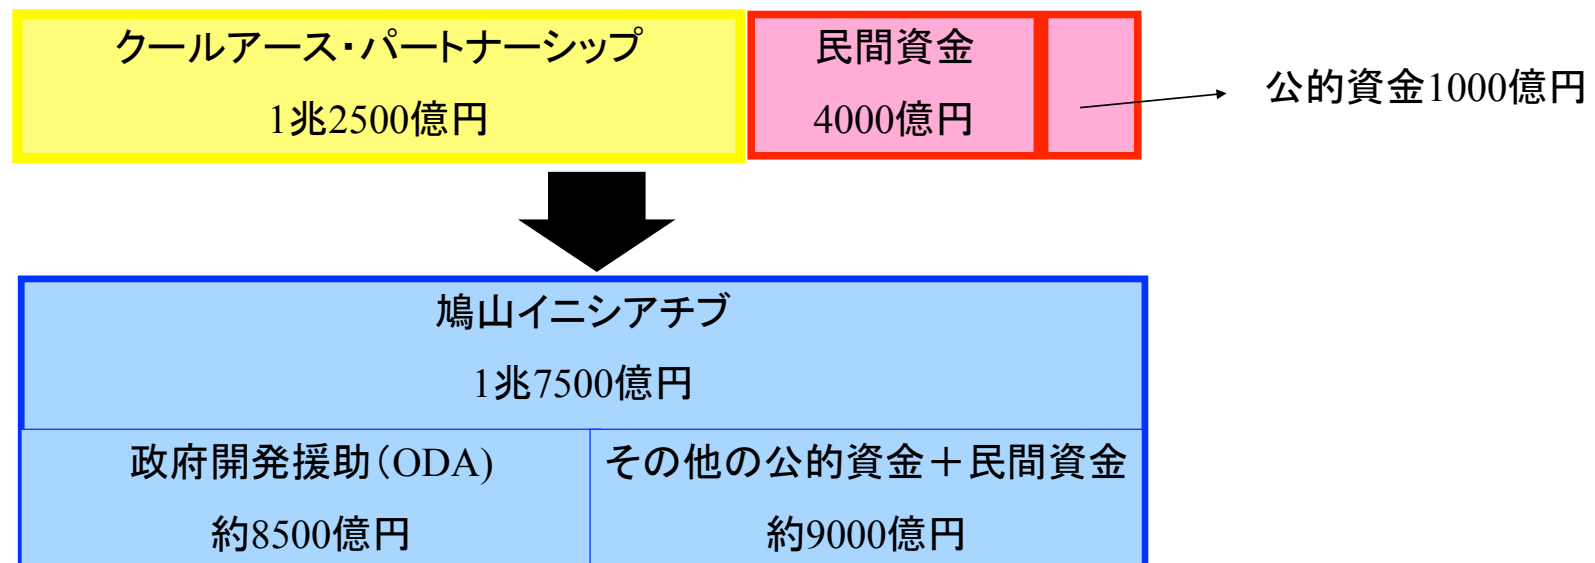 クールアース・パートナーシップ
1兆2500億円
民間資金
4000億円
公的資金1000億円
鳩山イニシアチブ
1兆7500億円
政府開発援助（ODA)
約8500億円
その他の公的資金＋民間資金
約9000億円